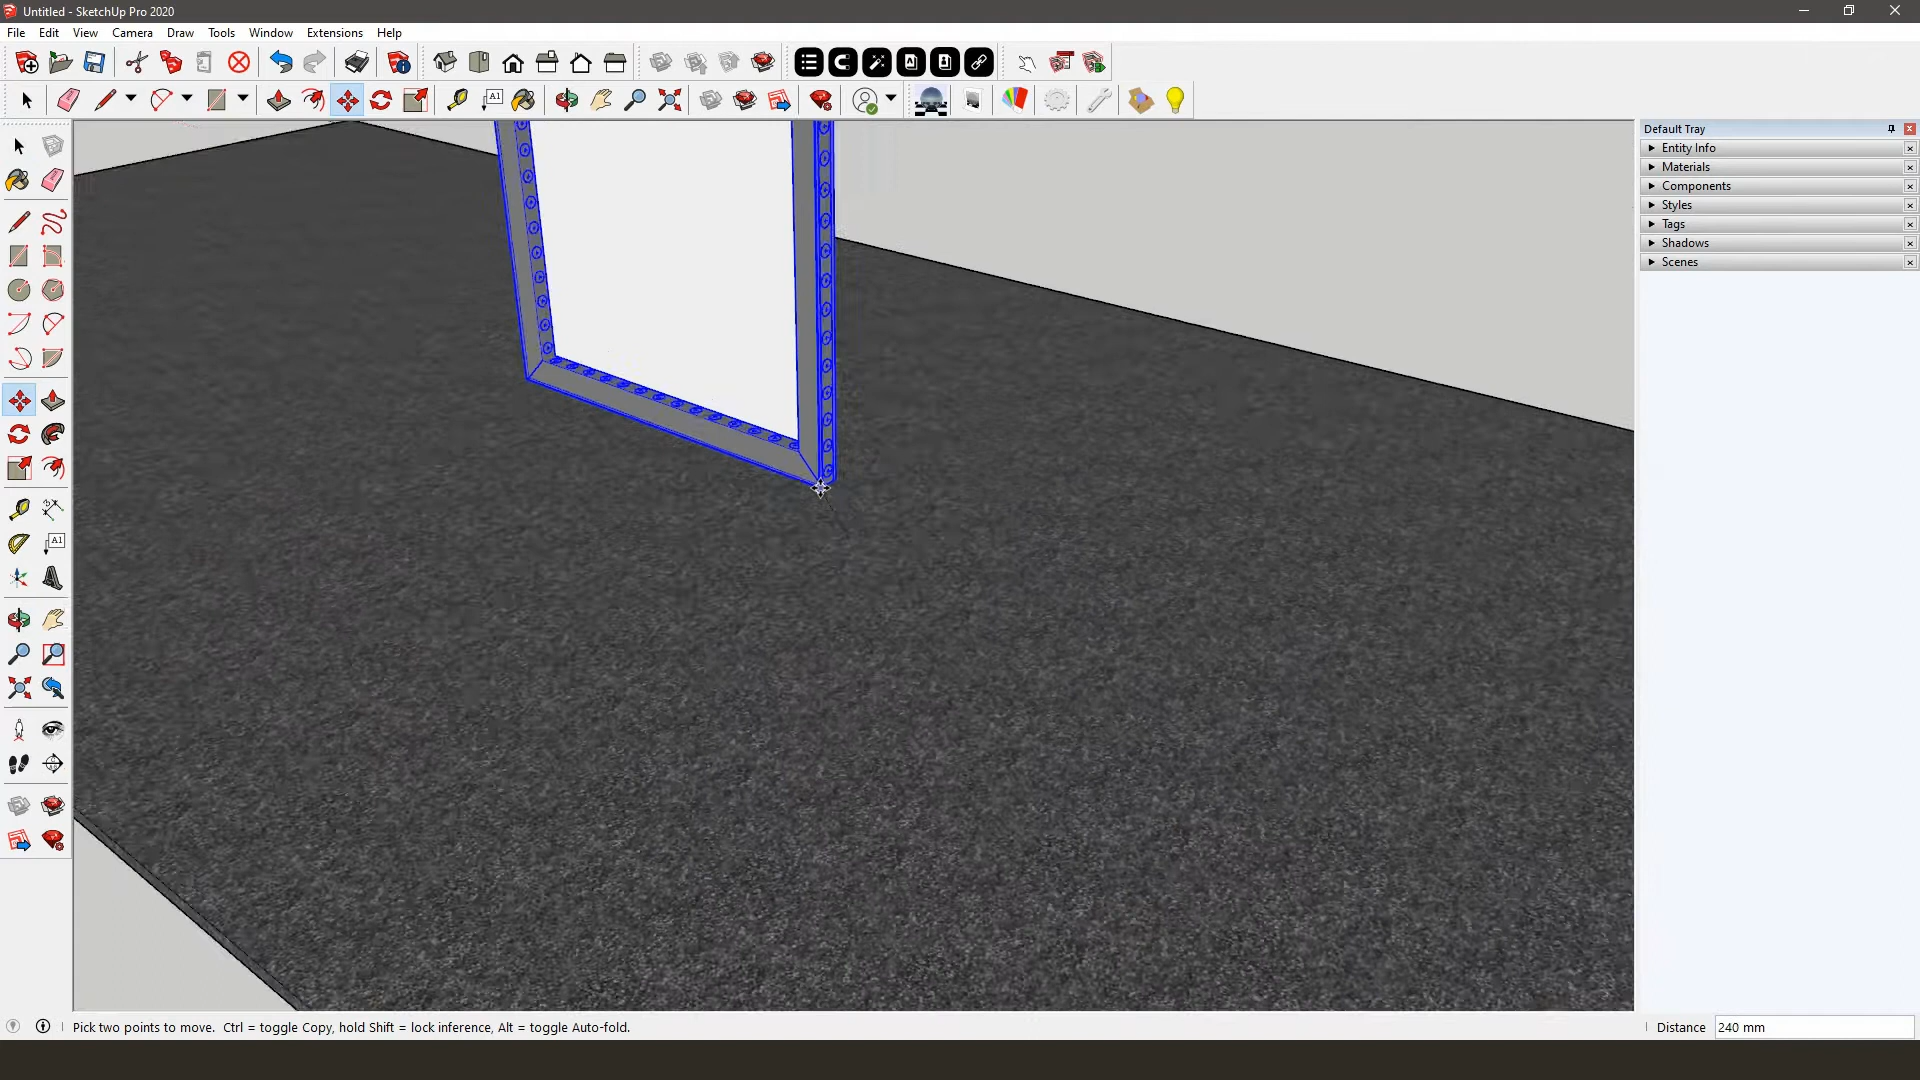 Untitled - SketchUp Pro 2020
File Edit View Camera Draw Tools Window Extensions Help
A1
Default Tray
Entity Info
Materials
Components
Styles
Tags
Shadows
Scenes
A1
Pick two points to move. Ctrl = toggle Copy, hold Shift = lock inference, Alt = toggle Auto-fold.
Distance 240 mm